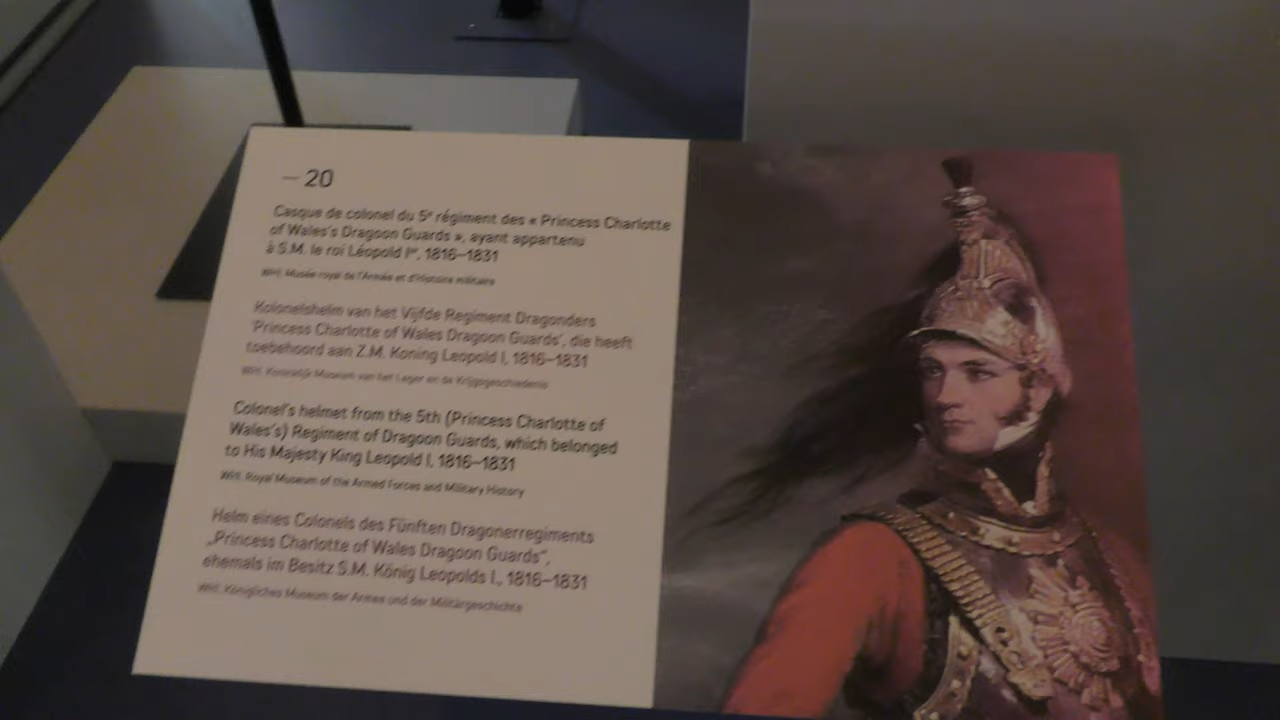 — 20
Casque de colonel du 5e régiment des « Princess Charlotte
of Wales's Dragoon Guards », ayant appartenu
à S.M. le roi Léopold Ier, 1816–1831
WHI. Musée royal de l'Armée et d'Histoire militaire
Kolonelshelm van het Vijfde Regiment Dragonders
'Princess Charlotte of Wales Dragoon Guards', die heeft
toebehoord aan Z.M. Koning Leopold I, 1816–1831
WHI. Koninklijk Museum van het Leger en de Krijgsgeschiedenis
Colonel's helmet from the 5th (Princess Charlotte of
Wales's) Regiment of Dragoon Guards, which belonged
to His Majesty King Leopold I, 1816–1831
WHI. Royal Museum of the Armed Forces and Military History
Helm eines Colonels des Fünften Dragonerregiments
„Princess Charlotte of Wales Dragoon Guards",
ehemals im Besitz S.M. König Leopolds I., 1816–1831
WHI. Königliches Museum der Armee und der Militärgeschichte